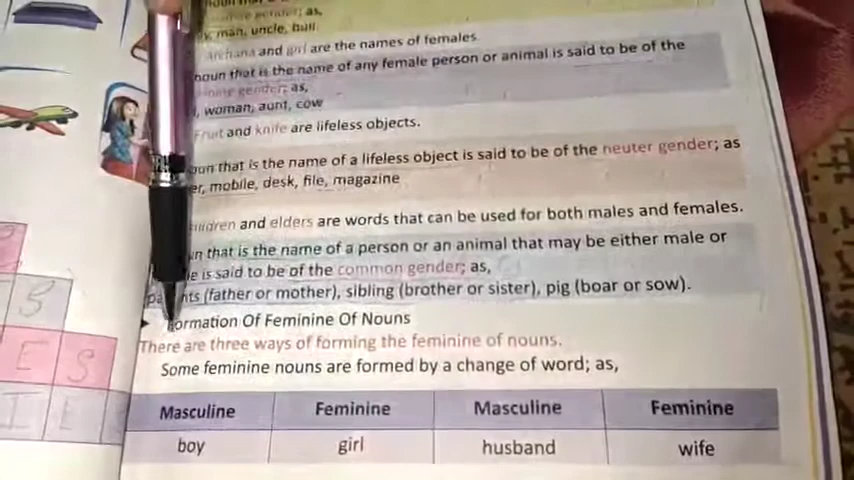 man, uncle, bull
Archana and girl are the names of females
noun that is the name of any female person or animal is said to be of the
gender; as,
woman, aunt, cow
Fruit and knife are lifeless objects.
that is the name of a lifeless object is said to be of the neuter gender; as
mobile, desk, file, magazine
and elders are words that can be used for both males and females.
that is the name of a person or an animal that may be either male or
is said to be of the common gender; as,
(father or mother), sibling (brother or sister), pig (boar or sow).
Formation Of Feminine Of Nouns
There are three ways of forming the feminine of nouns.
Some feminine nouns are formed by a change of word; as,
Masculine Feminine Masculine Feminine
boy girl husband wife
S
E S